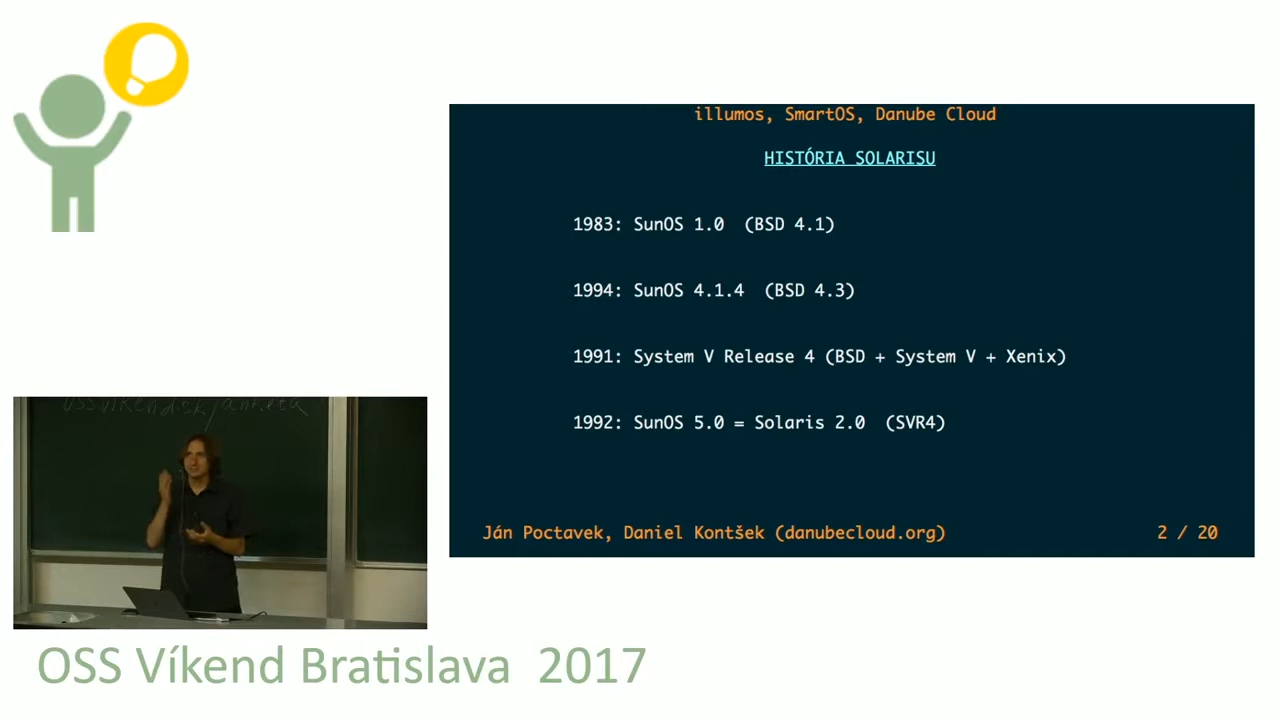 illumos, SmartOS, Danube Cloud
HISTÓRIA SOLARISU
1983: SunOS 1.0 (BSD 4.1)
1994: SunOS 4.1.4 (BSD 4.3)
1991: System V Release 4 (BSD + System V + Xenix)
1992: SunOS 5.0 = Solaris 2.0 (SVR4)
Ján Poctavek, Daniel Kontšek (danubecloud.org)
2 / 20
OSS Víkend Bratislava 2017